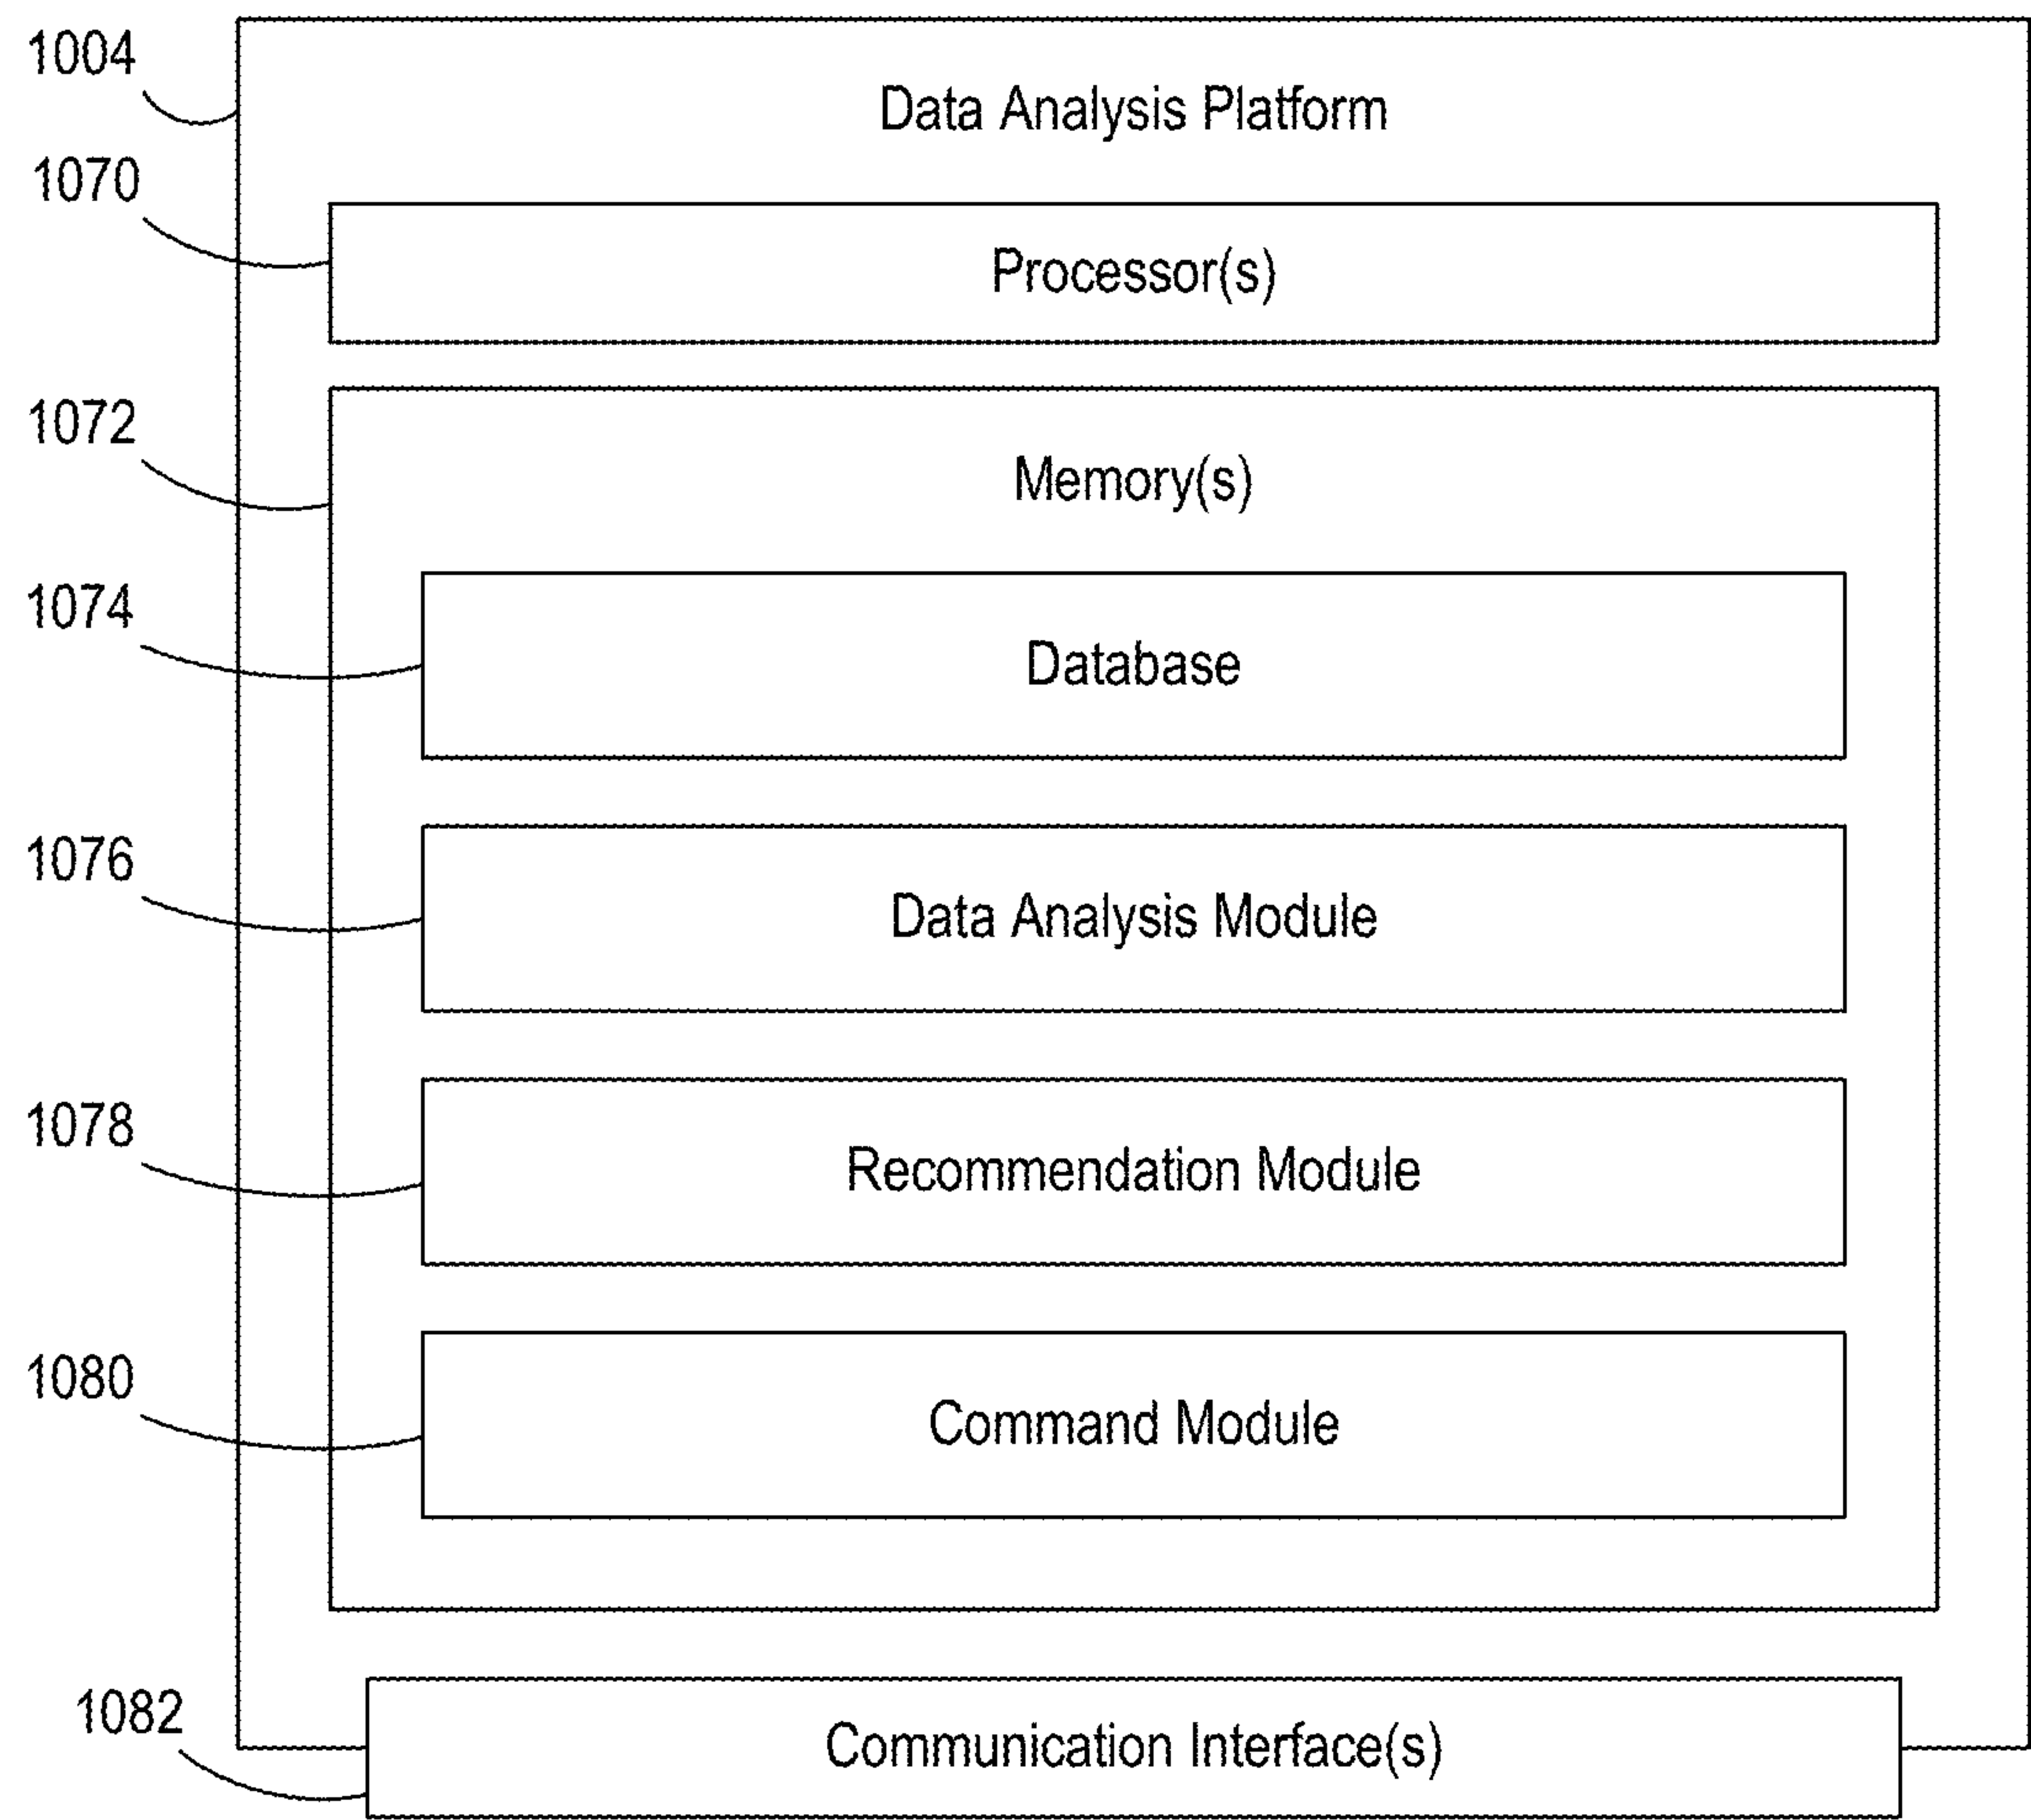 1004
Data Analysis Platform
1070
Processor(s)
1072
Memory(s)
1074
Database
1076
Data Analysis Module
1078
Recommendation Module
1080
Command Module
1082
Communication Interface(s)